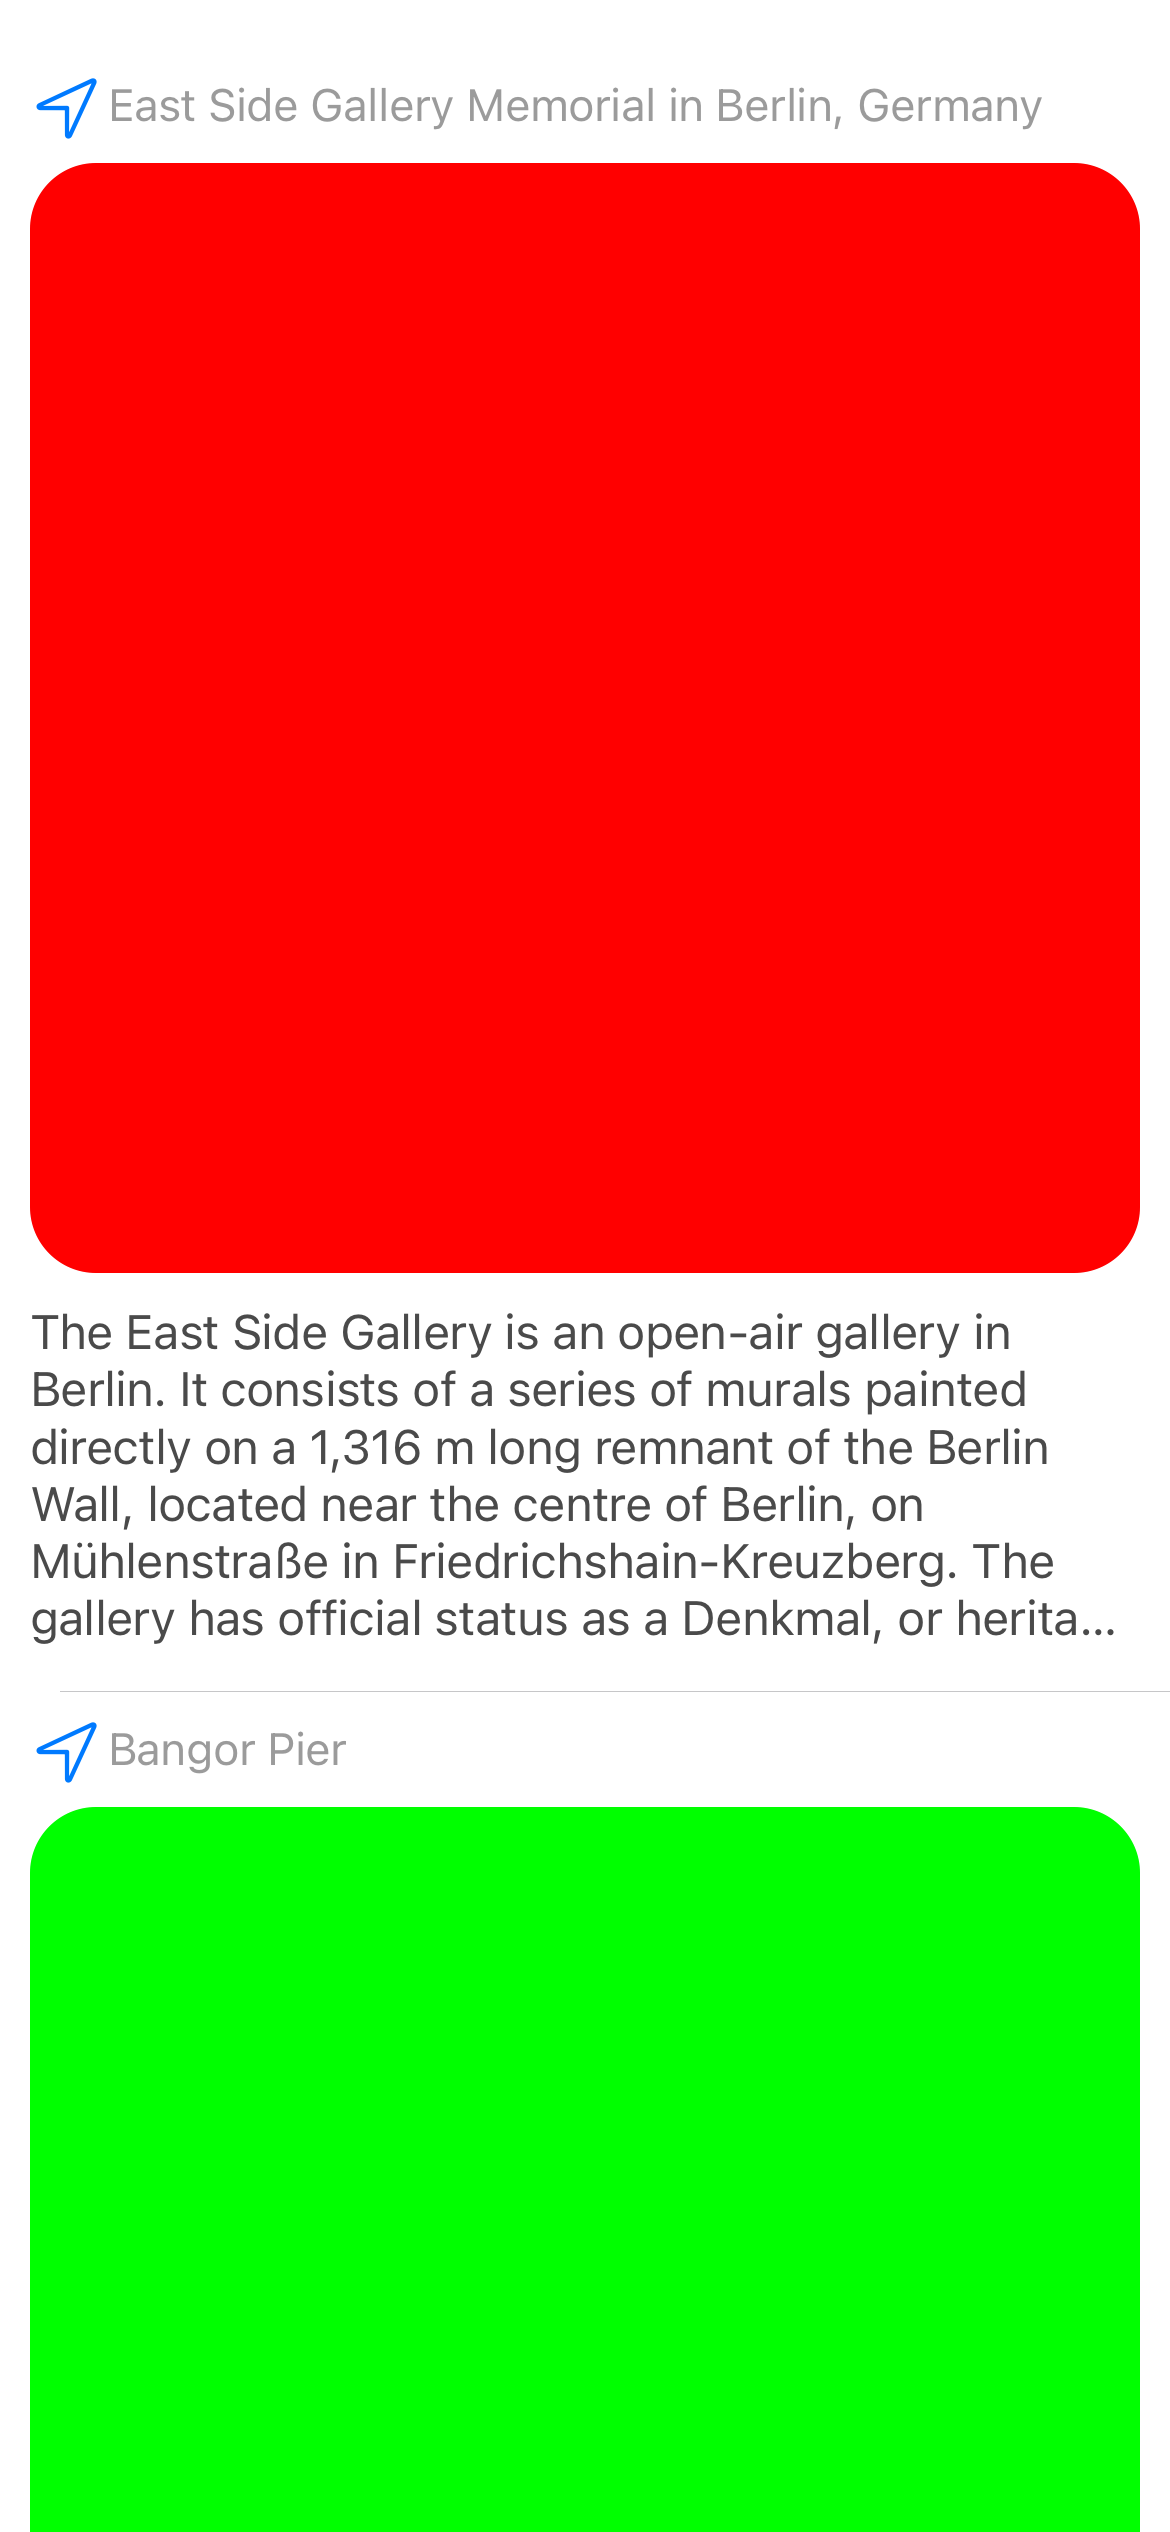 East Side Gallery Memorial in Berlin, Germany
The East Side Gallery is an open-air gallery in
Berlin. It consists of a series of murals painted
directly on a 1,316 m long remnant of the Berlin
Wall, located near the centre of Berlin, on
Mühlenstraße in Friedrichshain-Kreuzberg. The
gallery has official status as a Denkmal, or herita...
Bangor Pier